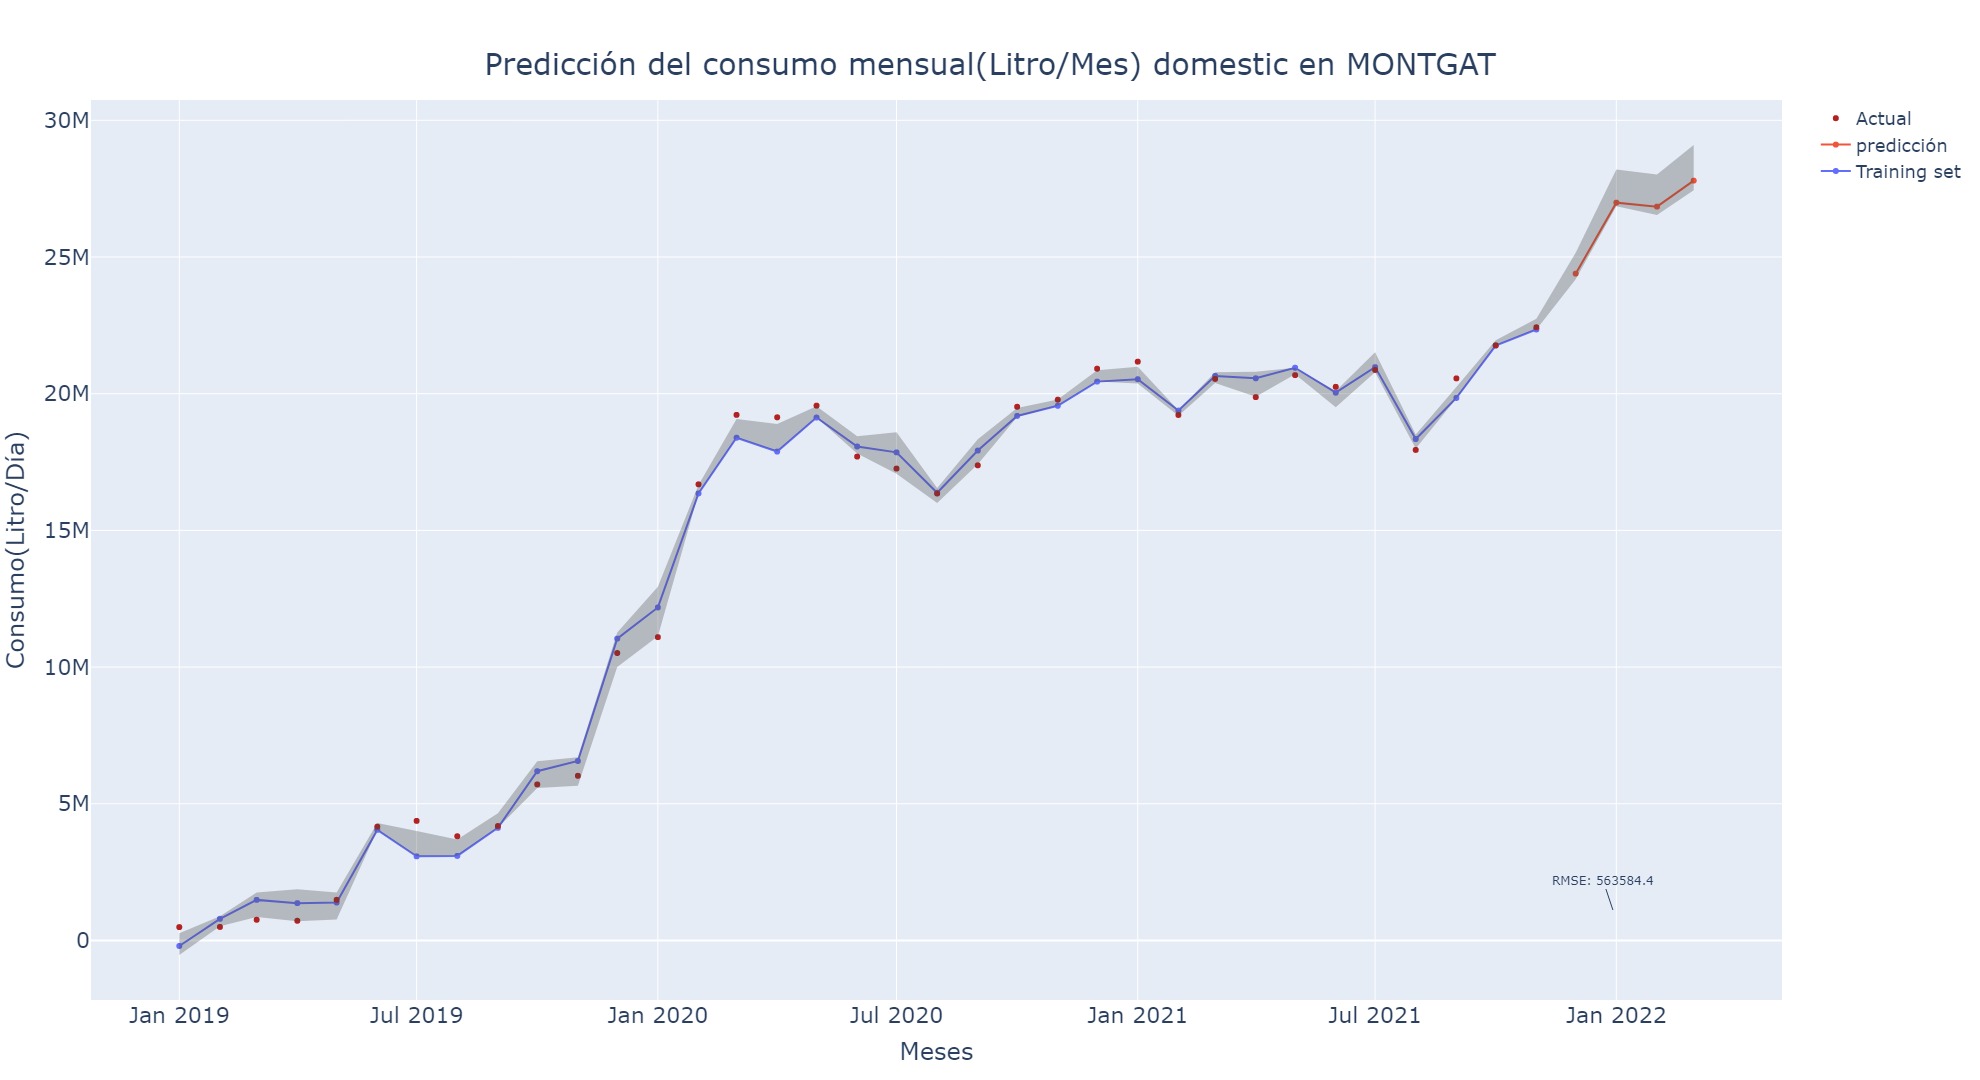 Predicción del consumo mensual(Litro/Mes) domestic en MONTGAT
30M
25M
20M
15M
10M
5M
0
Consumo(Litro/Día)
Actual
predicción
Training set
RMSE: 563584.4
Jan 2019
Jul 2019
Jan 2020
Jul 2020
Jan 2021
Jul 2021
Jan 2022
Meses